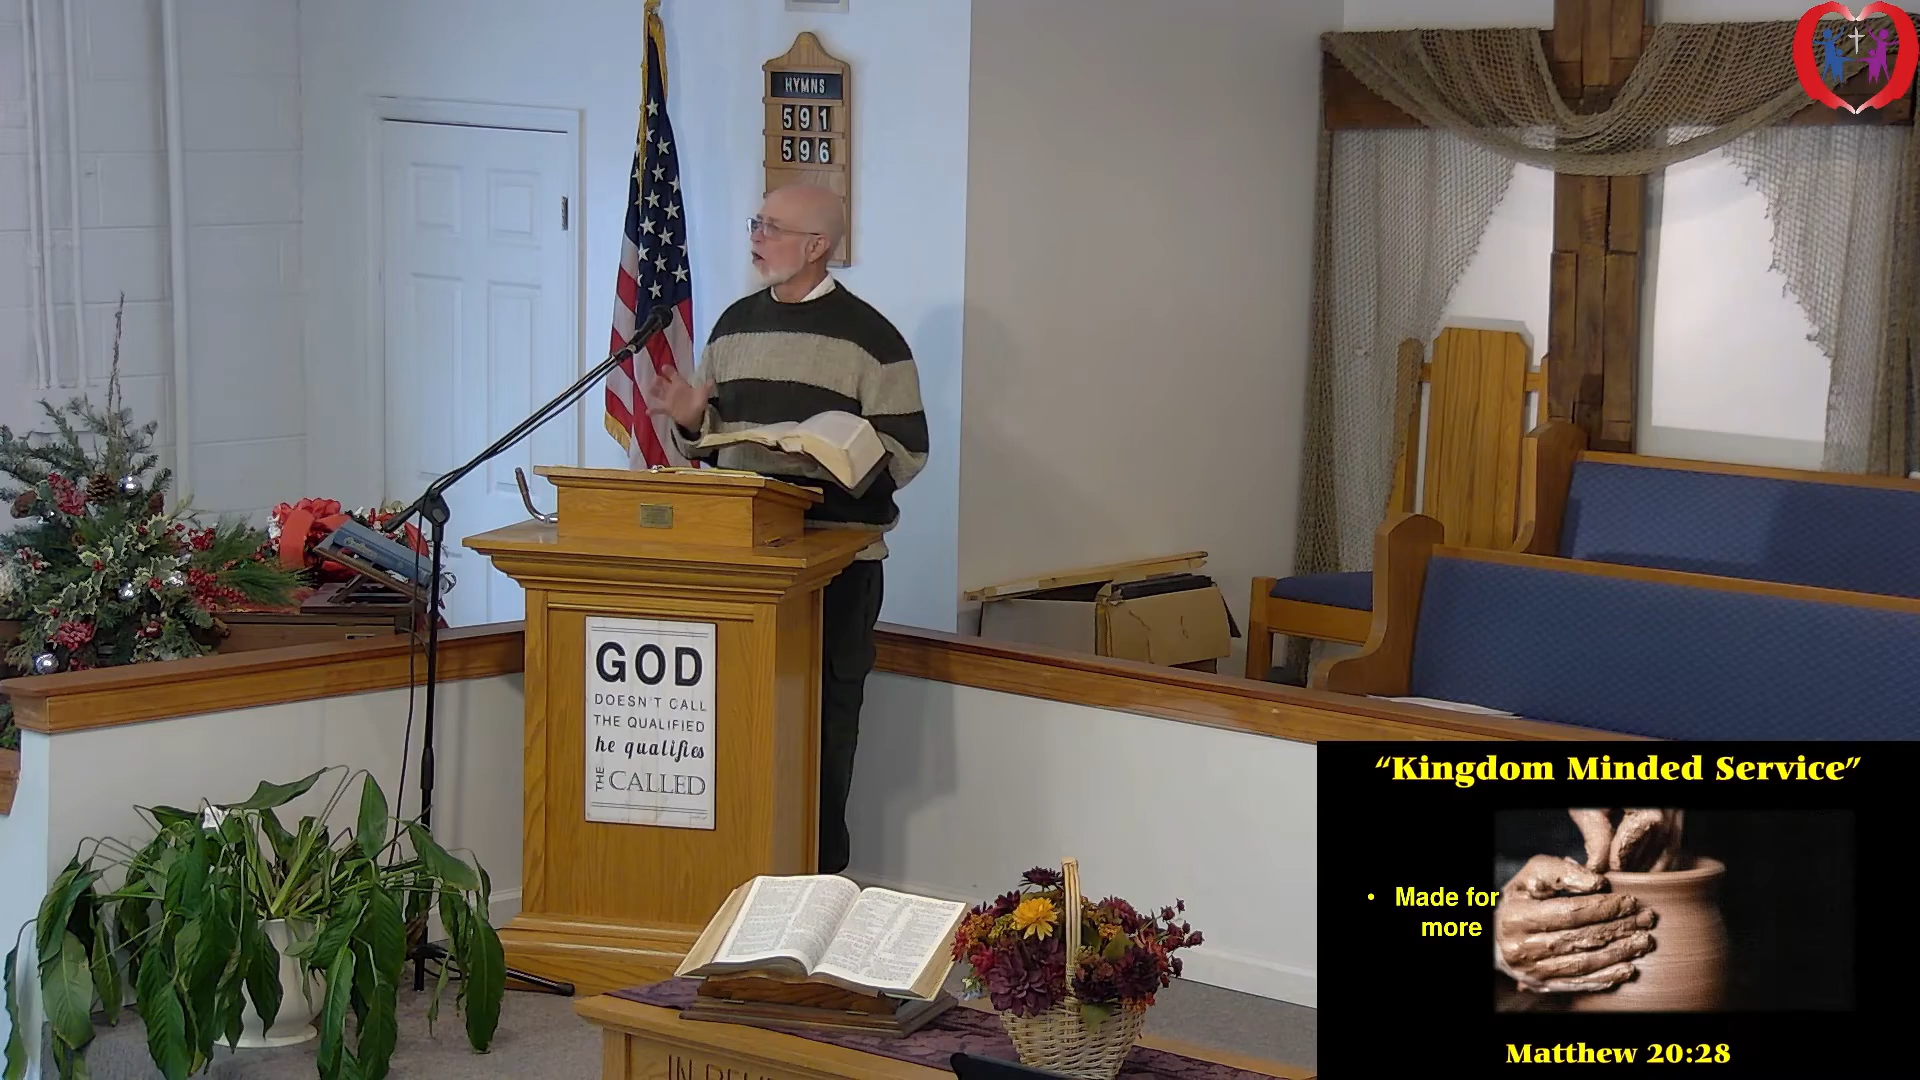 HYMNS
591
596
GOD
DOESN'T CALL
THE QUALIFIED
he qualifies
THE CALLED
"Kingdom Minded Service"
• Made for
more
Matthew 20:28